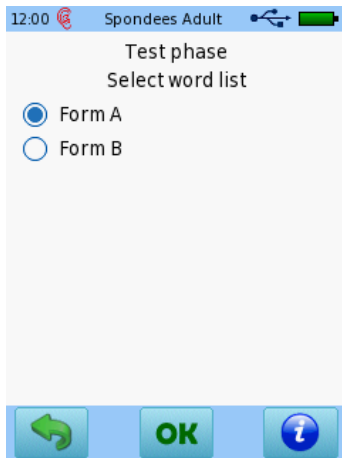 12:00 Spondees Adult
Test phase
Select word list
Form A
Form B
OK
i